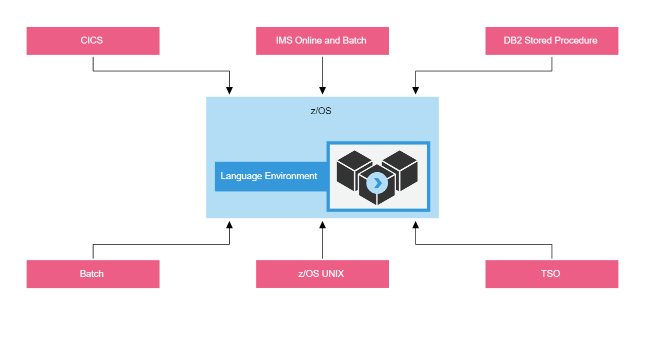 CICS
IMS Online and Batch
DB2 Stored Procedure
z/OS
Language Environment
Batch
z/OS UNIX
TSO